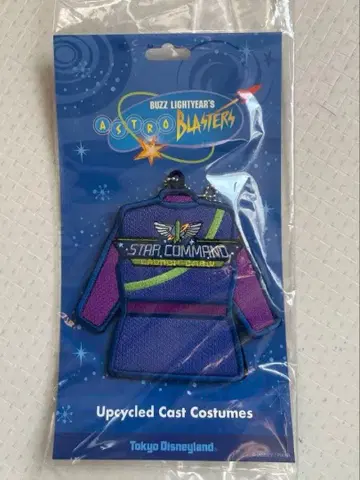 BUZZ LIGHTYEAR'S
ASTRO BLASTERS
STAR COMMAND
Upcycled Cast Costumes
Tokyo Disneyland